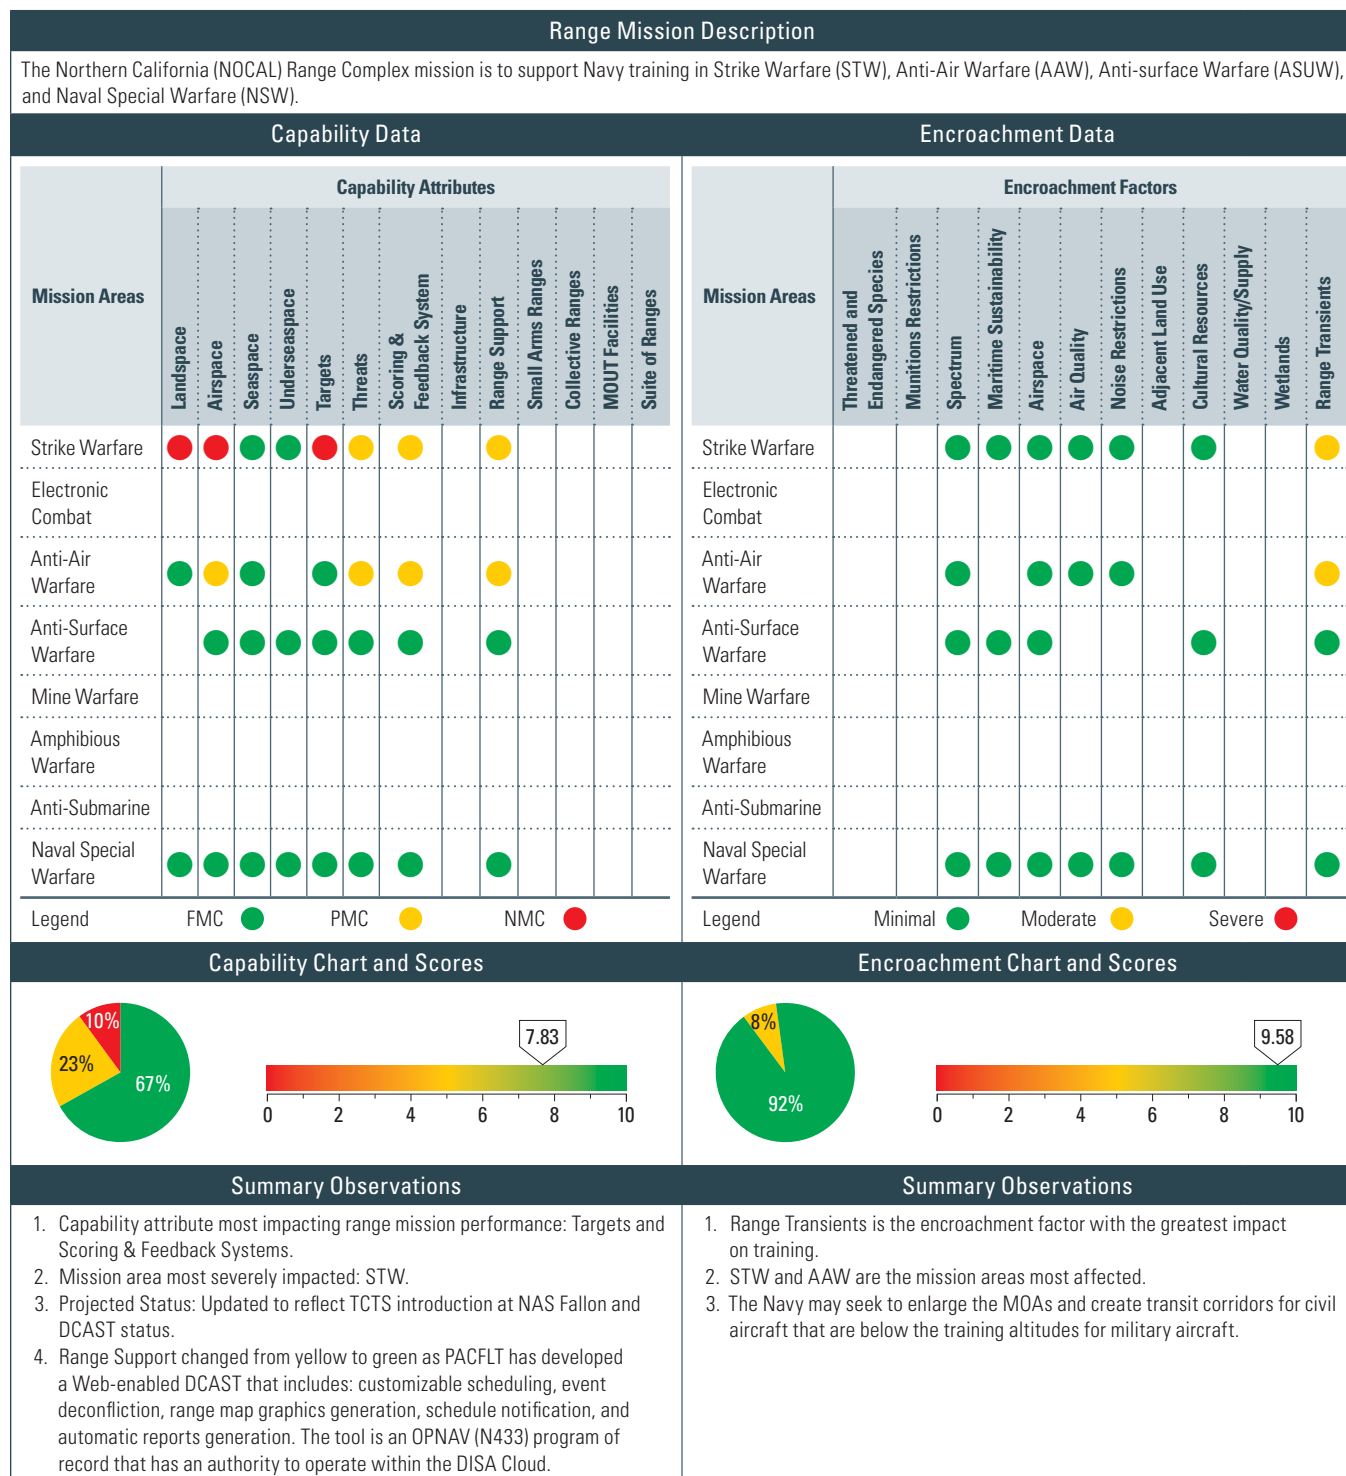 Range Mission Description
The Northern California (NOCAL) Range Complex mission is to support Navy training in Strike Warfare (STW), Anti-Air Warfare (AAW), Anti-surface Warfare (ASUW),
and Naval Special Warfare (NSW).
Capability Data
Mission Areas
Capability Attributes
Landspace
Airspace
Seaspace
Underseaspace
Targets
Threats
Scoring &
Feedback System
Infrastructure
Range Support
Small Arms Ranges
Collective Ranges
MOUT Facilities
Suite of Ranges
Strike Warfare
Electronic
Combat
Anti-Air
Warfare
Anti-Surface
Warfare
Mine Warfare
Amphibious
Warfare
Anti-Submarine
Naval Special
Warfare
Legend FMC PMC NMC
Encroachment Data
Mission Areas
Encroachment Factors
Threatened and
Endangered Species
Munitions Restrictions
Spectrum
Maritime Sustainability
Airspace
Air Quality
Noise Restrictions
Adjacent Land Use
Cultural Resources
Water Quality/Supply
Wetlands
Range Transients
Strike Warfare
Electronic
Combat
Anti-Air
Warfare
Anti-Surface
Warfare
Mine Warfare
Amphibious
Warfare
Anti-Submarine
Naval Special
Warfare
Legend Minimal Moderate Severe
Capability Chart and Scores
10%
23%
67%
7.83
0 2 4 6 8 10
Encroachment Chart and Scores
8%
92%
9.58
0 2 4 6 8 10
Summary Observations
1. Capability attribute most impacting range mission performance: Targets and
Scoring & Feedback Systems.
2. Mission area most severely impacted: STW.
3. Projected Status: Updated to reflect TCTS introduction at NAS Fallon and
DCAST status.
4. Range Support changed from yellow to green as PACFLT has developed
a Web-enabled DCAST that includes: customizable scheduling, event
deconfliction, range map graphics generation, schedule notification, and
automatic reports generation. The tool is an OPNAV (N433) program of
record that has an authority to operate within the DISA Cloud.
Summary Observations
1. Range Transients is the encroachment factor with the greatest impact
on training.
2. STW and AAW are the mission areas most affected.
3. The Navy may seek to enlarge the MOAs and create transit corridors for civil
aircraft that are below the training altitudes for military aircraft.